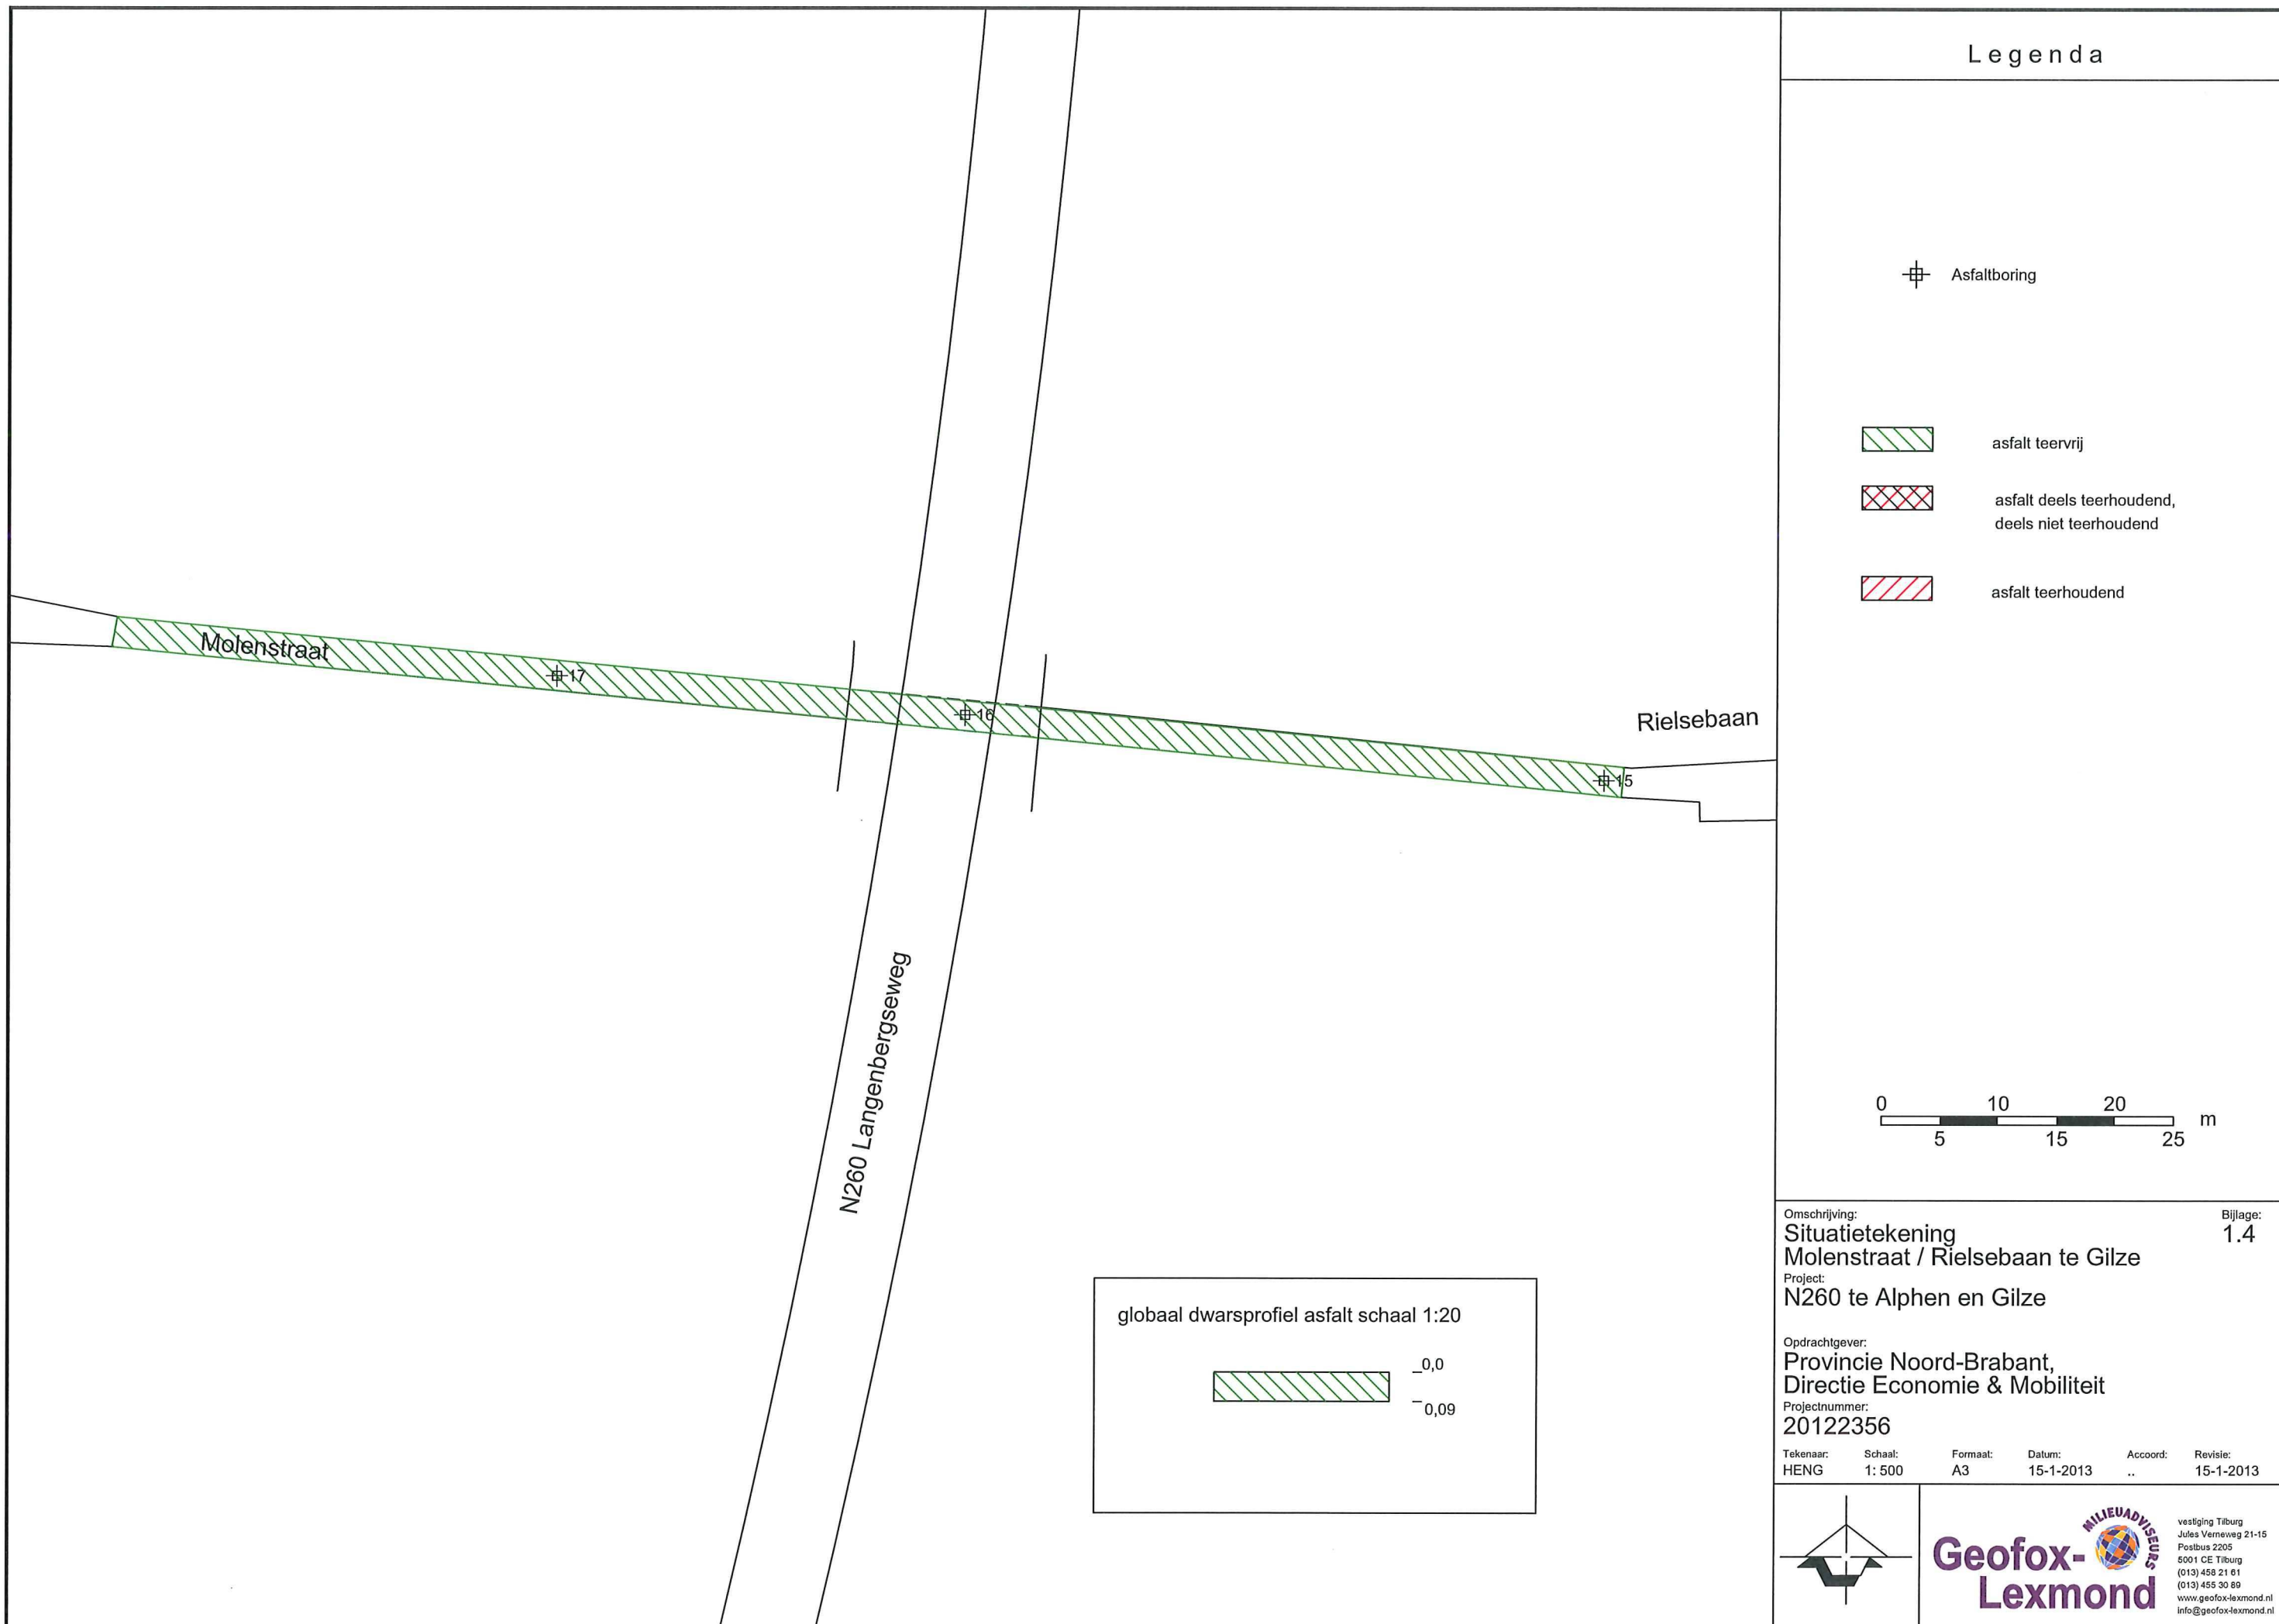 Legenda
Asfaltboring
asfalt teervrij
asfalt deels teerhoudend,
deels niet teerhoudend
asfalt teerhoudend
Molenstraat
17
16
15
Rielsebaan
N260 Langenbergseweg
0 10 20
m
5 15 25
globaal dwarsprofiel asfalt schaal 1:20
0,0
0,09
Omschrijving:
Situatietekening
Molenstraat / Rielsebaan te Gilze
Bijlage:
1.4
Project:
N260 te Alphen en Gilze
Opdrachtgever:
Provincie Noord-Brabant,
Directie Economie & Mobiliteit
Projectnummer:
20122356
Tekenaar: Schaal: Formaat: Datum: Accoord: Revisie:
HENG 1: 500 A3 15-1-2013 .. 15-1-2013
MILIEUADVISEURS
Geofox-
Lexmond
vestiging Tilburg
Jules Verneweg 21-15
Postbus 2205
5001 CE Tilburg
(013) 458 21 61
(013) 455 30 89
www.geofox-lexmond.nl
info@geofox-lexmond.nl